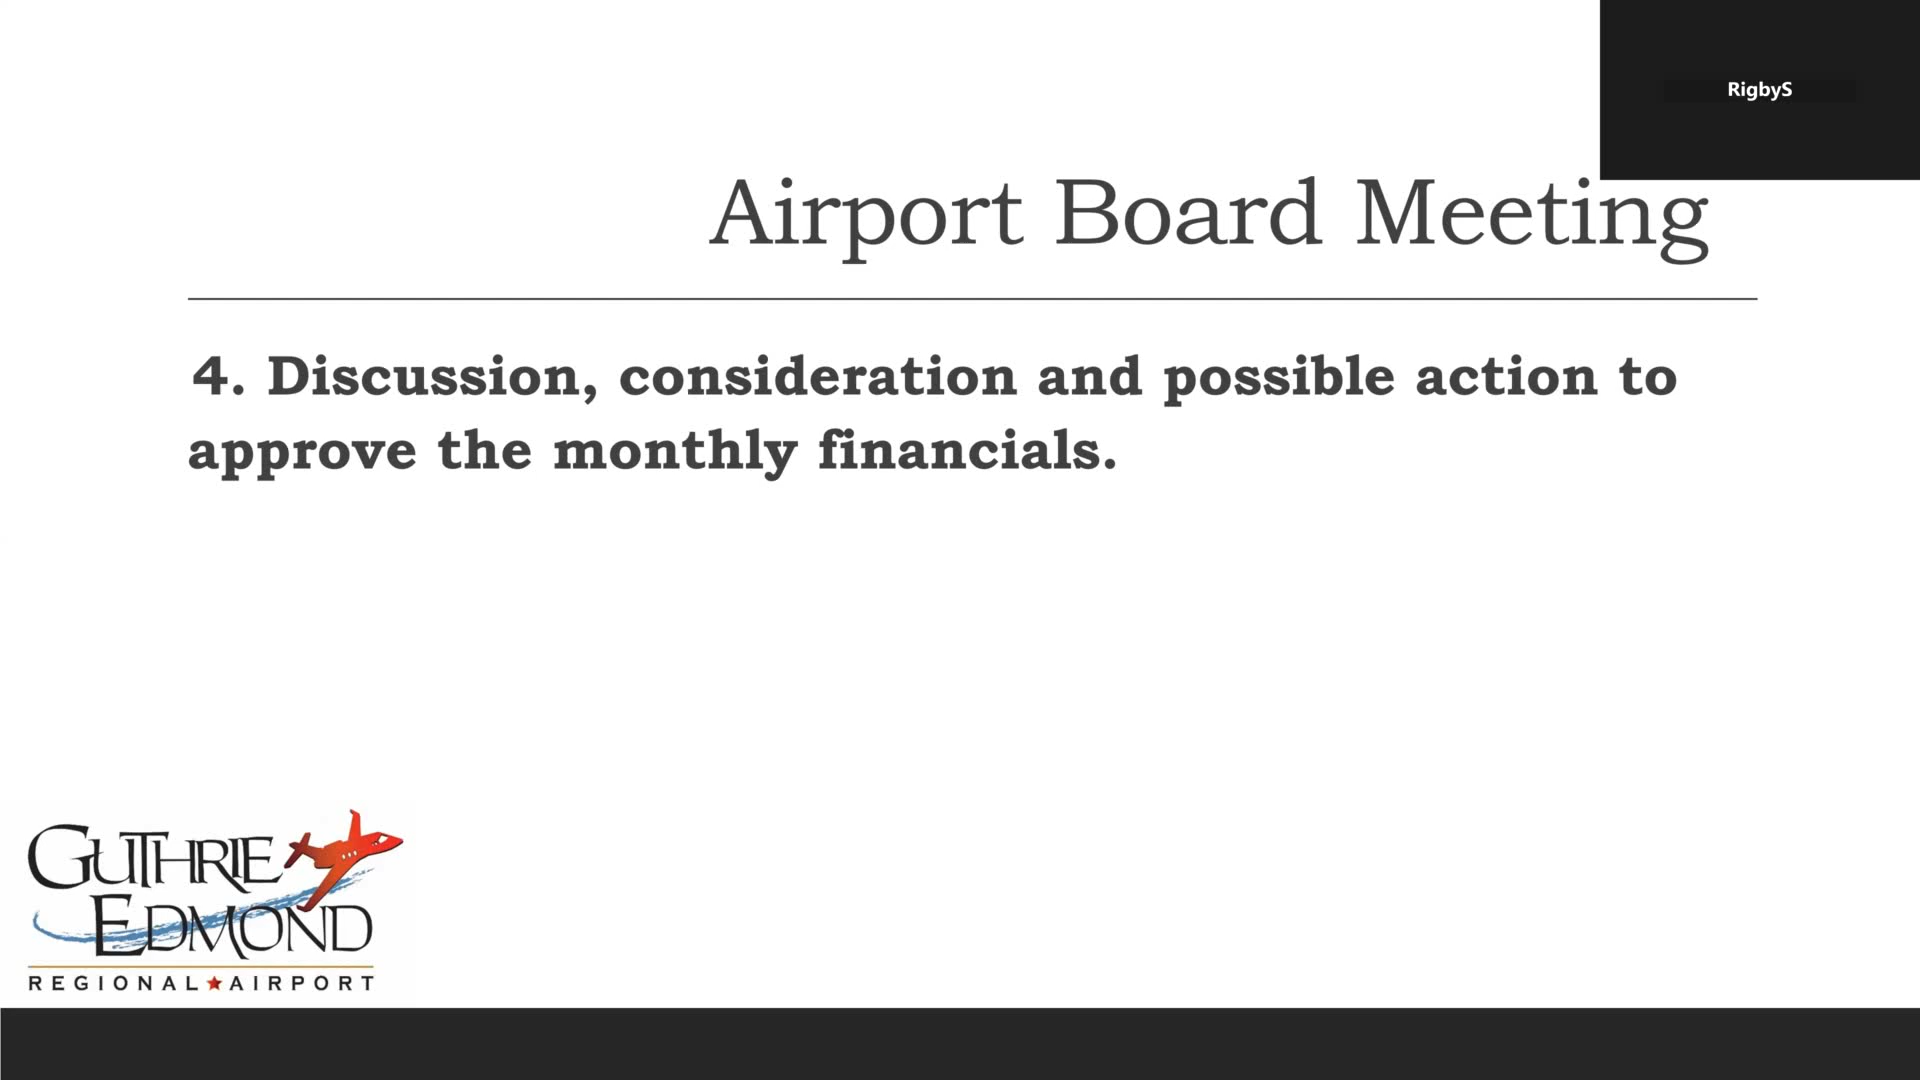 RigbyS
Airport Board Meeting
4. Discussion, consideration and possible action to
approve the monthly financials.
GUTHRIE
EDMOND
REGIONAL★AIRPORT